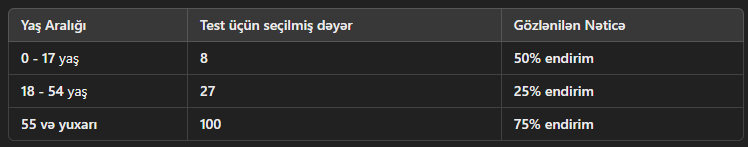 Yaş Aralığı Test üçün seçilmiş dəyər Gözlənilən Nəticə
0 - 17 yaş 8 50% endirim
18 - 54 yaş 27 25% endirim
55 və yuxarı 100 75% endirim